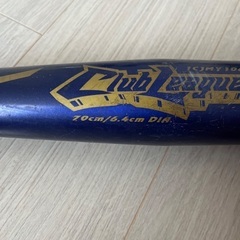 Club League
70cm/6.4cm DIA.